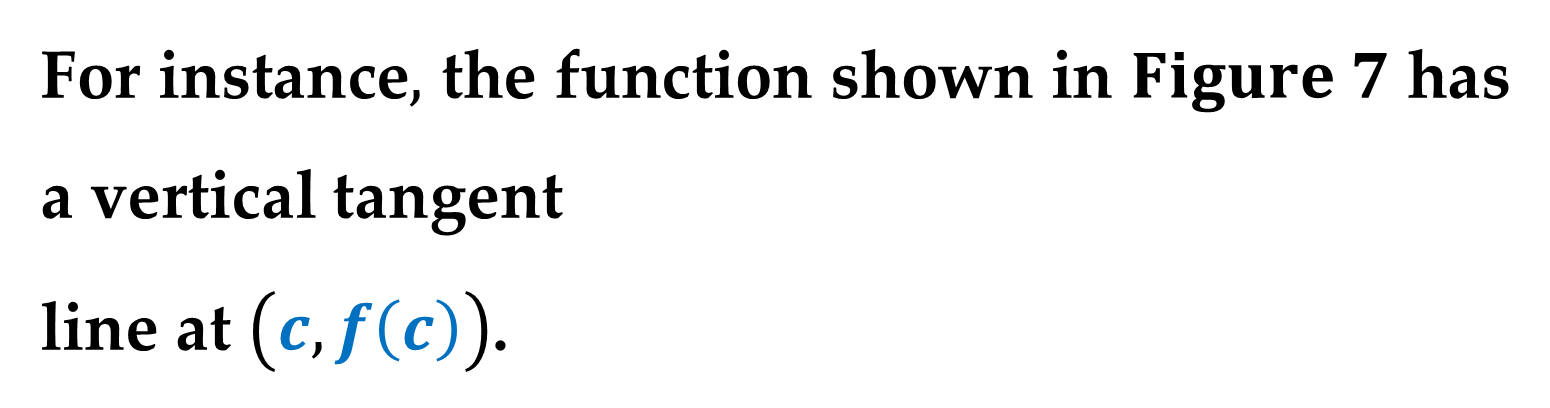 For instance, the function shown in Figure 7 has
a vertical tangent
line at (c, f(c)).